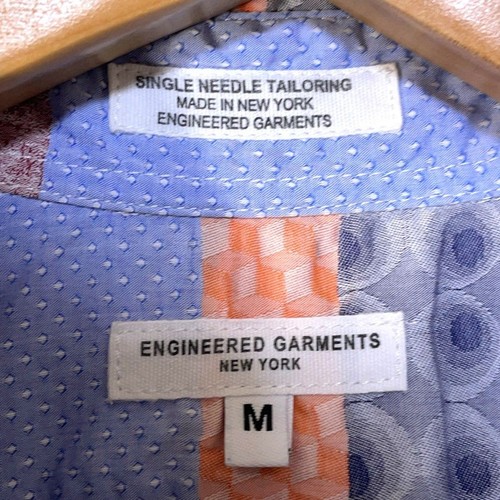 SINGLE NEEDLE TAILORING
MADE IN NEW YORK
ENGINEERED GARMENTS
ENGINEERED GARMENTS
NEW YORK
M